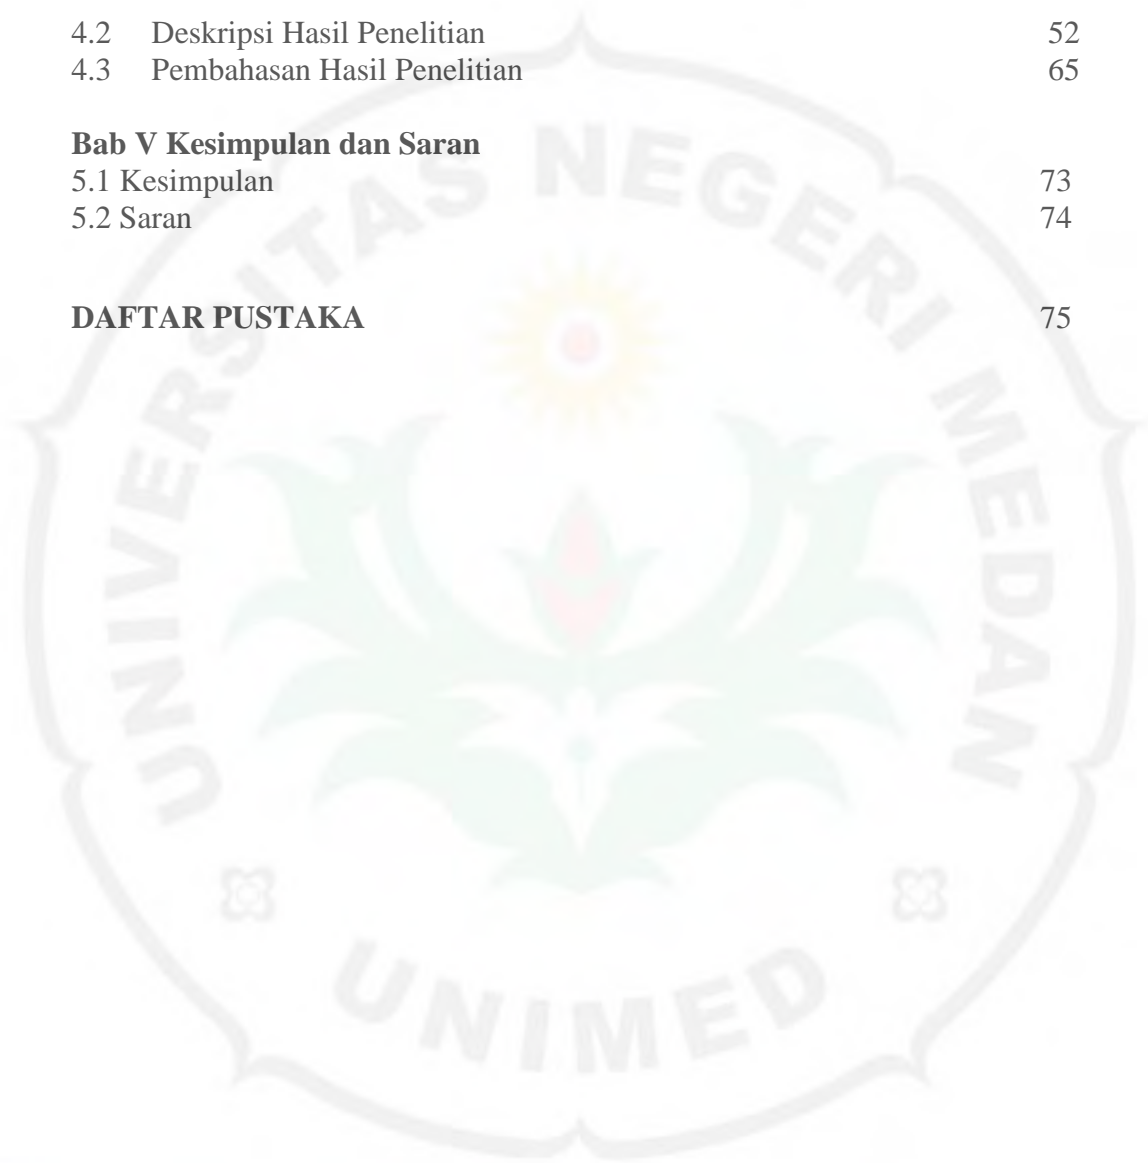 4.2 Deskripsi Hasil Penelitian 52
4.3 Pembahasan Hasil Penelitian 65
Bab V Kesimpulan dan Saran
5.1 Kesimpulan 73
5.2 Saran 74
DAFTAR PUSTAKA 75
UNIVERSITAS NEGERI MEDAN
UNIMED